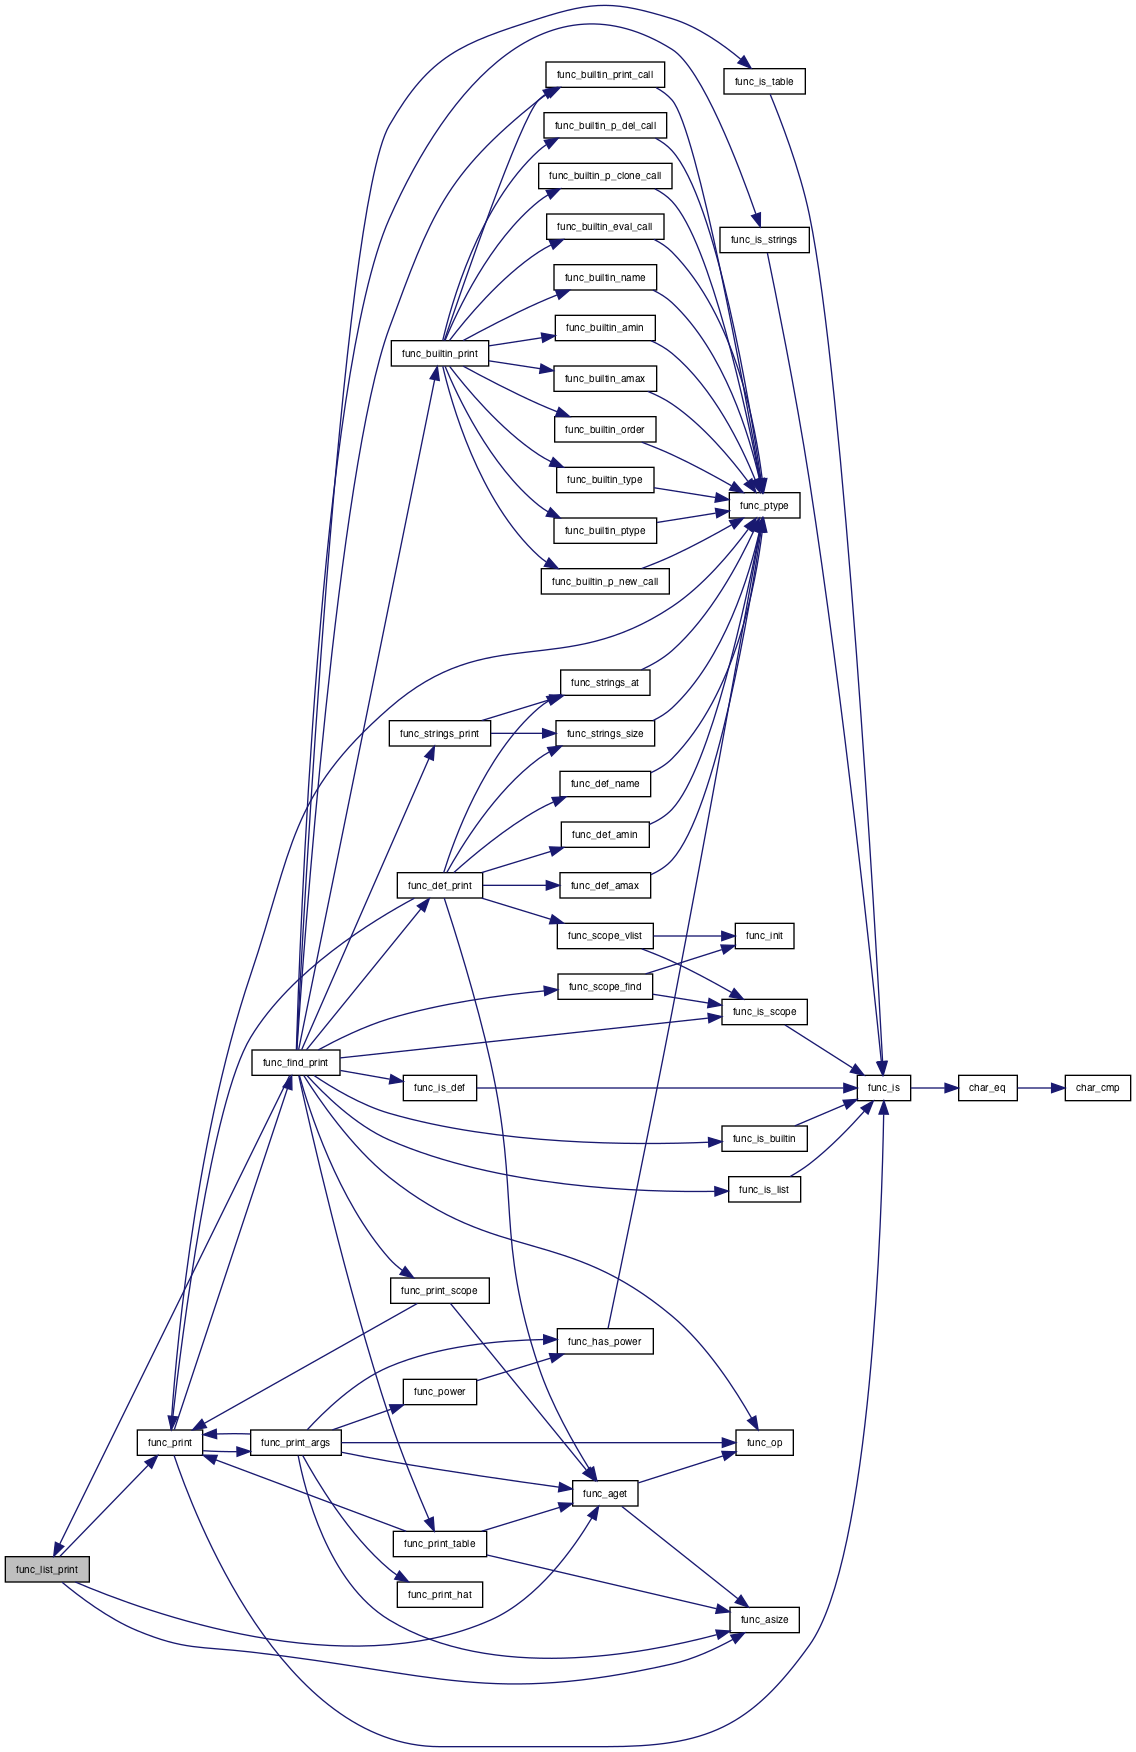 func_builtin_print_call
func_is_table
func_builtin_p_del_call
func_builtin_p_clone_call
func_builtin_eval_call
func_is_strings
func_builtin_name
func_builtin_amin
func_builtin_print
func_builtin_amax
func_builtin_order
func_builtin_type
func_ptype
func_builtin_ptype
func_builtin_p_new_call
func_strings_at
func_strings_print
func_strings_size
func_def_name
func_def_amin
func_def_print
func_def_amax
func_scope_vlist
func_init
func_scope_find
func_is_scope
func_find_print
func_is_def
func_is
char_eq
char_cmp
func_is_builtin
func_is_list
func_print_scope
func_has_power
func_power
func_print
func_print_args
func_op
func_aget
func_print_table
func_list_print
func_print_hat
func_asize